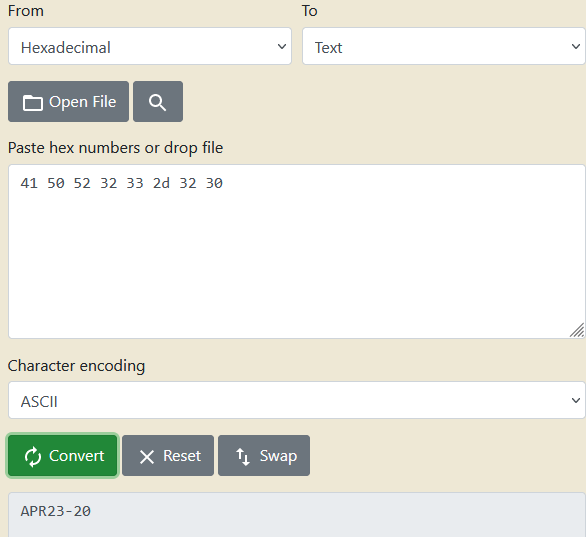 From To
Hexadecimal Text
Open File
Paste hex numbers or drop file
41 50 52 32 33 2d 32 30
Character encoding
ASCII
Convert Reset Swap
APR23-20